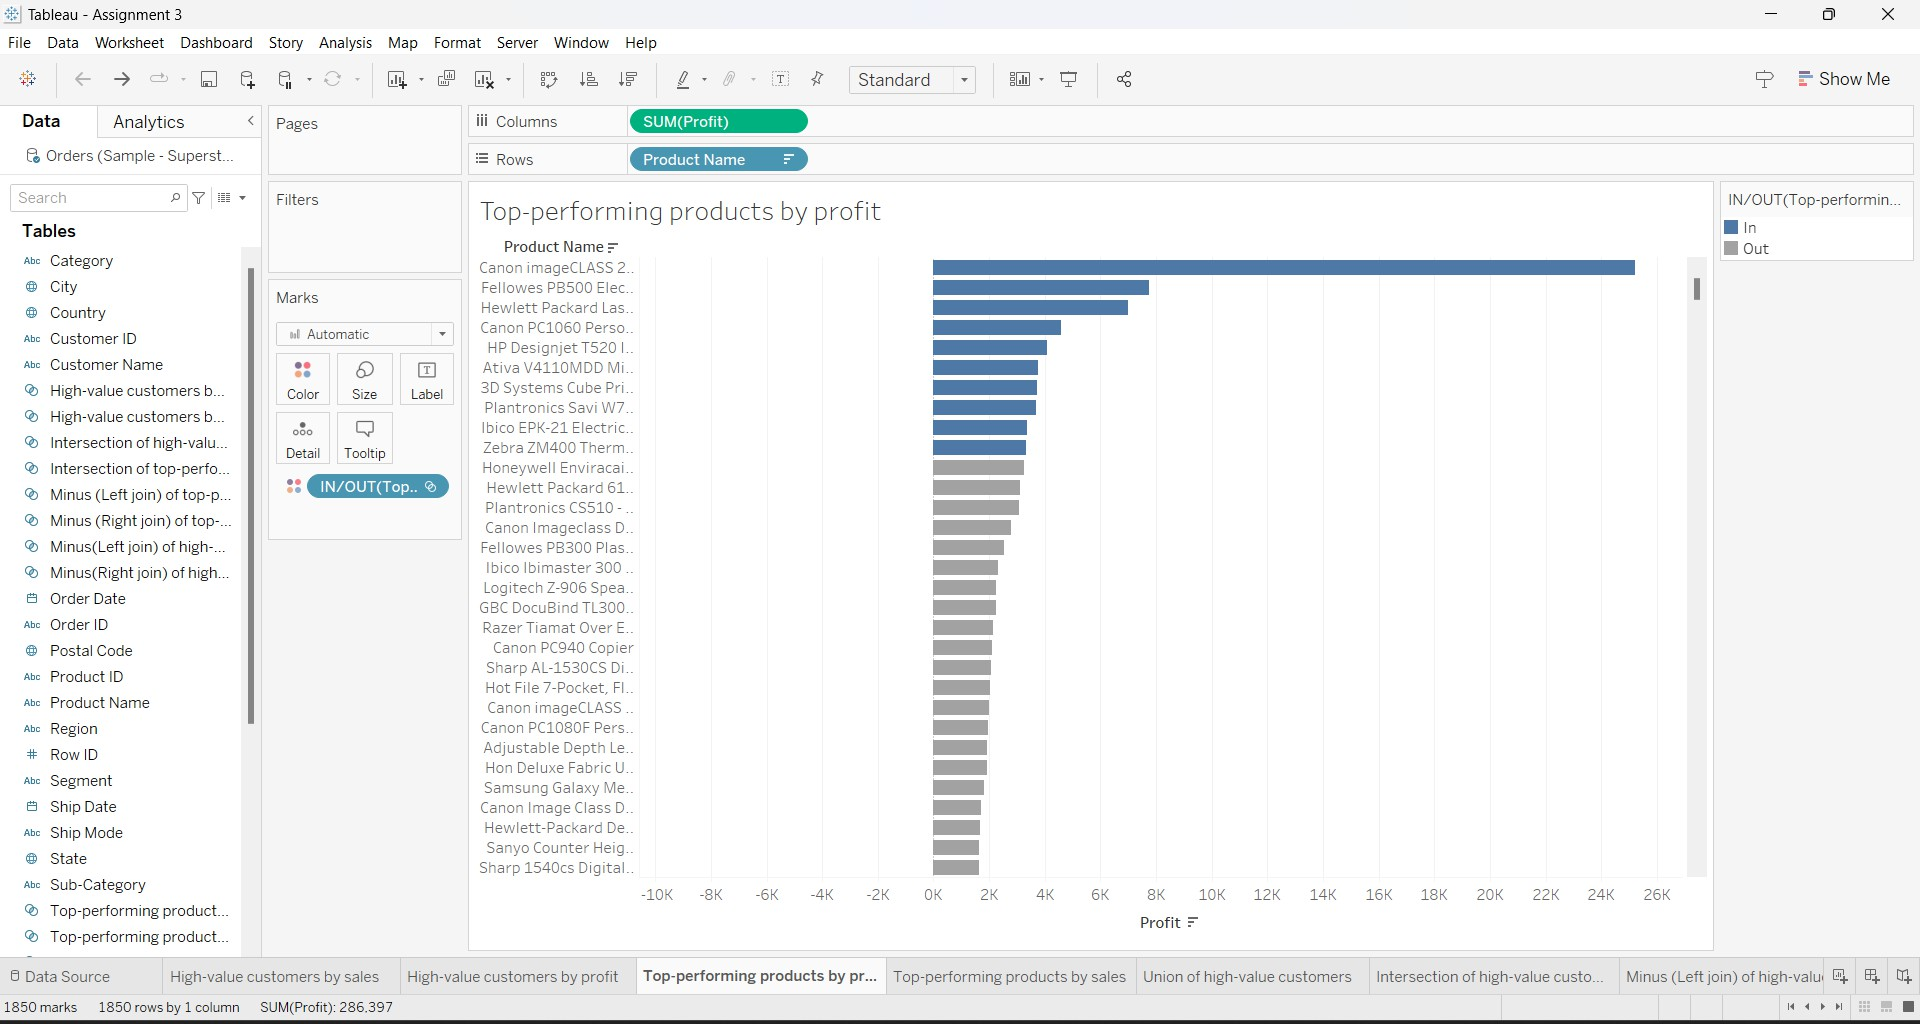 Tableau - Assignment 3
File Data Worksheet Dashboard Story Analysis Map Format Server Window Help
Standard
Show Me
Data
Analytics
Orders (Sample - Superst...
Search
Tables
Abc Category
City
Country
Abc Customer ID
Abc Customer Name
High-value customers b...
High-value customers b...
Intersection of high-valu...
Intersection of top-perfo...
Minus (Left join) of top-p...
Minus (Right join) of top-...
Minus(Left join) of high-...
Minus(Right join) of high...
Order Date
Abc Order ID
Postal Code
Abc Product ID
Abc Product Name
Abc Region
# Row ID
Abc Segment
Ship Date
Abc Ship Mode
State
Abc Sub-Category
Top-performing product...
Top-performing product...
Pages
Filters
Marks
Automatic
Color
Size
Label
Detail
Tooltip
IN/OUT(Top..
Columns
SUM(Profit)
Rows
Product Name
Top-performing products by profit
Product Name
Canon imageCLASS 2..
Fellowes PB500 Elec..
Hewlett Packard Las..
Canon PC1060 Perso..
HP Designjet T520 I..
Ativa V4110MDD Mi..
3D Systems Cube Pri..
Plantronics Savi W7..
Ibico EPK-21 Electric..
Zebra ZM400 Therm..
Honeywell Enviracai..
Hewlett Packard 61..
Plantronics CS510 - ..
Canon Imageclass D..
Fellowes PB300 Plas..
Ibico Ibimaster 300 ..
Logitech Z-906 Spea..
GBC DocuBind TL300..
Razer Tiamat Over E..
Canon PC940 Copier
Sharp AL-1530CS Di..
Hot File 7-Pocket, Fl..
Canon imageCLASS ..
Canon PC1080F Pers..
Adjustable Depth Le..
Hon Deluxe Fabric U..
Samsung Galaxy Me..
Canon Image Class D..
Hewlett-Packard De..
Sanyo Counter Heig..
Sharp 1540cs Digital..
-10K -8K -6K -4K -2K 0K 2K 4K 6K 8K 10K 12K 14K 16K 18K 20K 22K 24K 26K
Profit
IN/OUT(Top-performin...
In
Out
Data Source
High-value customers by sales
High-value customers by profit
Top-performing products by pr...
Top-performing products by sales
Union of high-value customers
Intersection of high-value custo...
Minus (Left join) of high-valu
1850 marks 1850 rows by 1 column SUM(Profit): 286,397